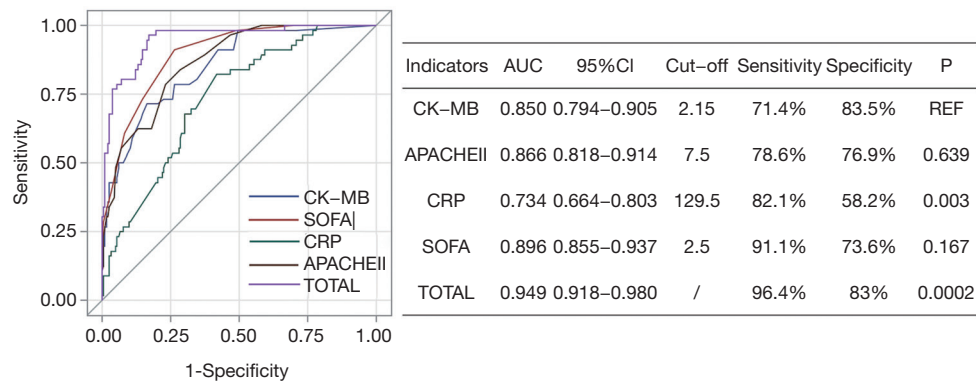 Sensitivity
1.00
0.75
0.50
0.25
0.00
0.00 0.25 0.50 0.75 1.00
1-Specificity
CK–MB
SOFA|
CRP
APACHEII
TOTAL
Indicators AUC 95%CI Cut–off Sensitivity Specificity P
CK–MB 0.850 0.794–0.905 2.15 71.4% 83.5% REF
APACHEII 0.866 0.818–0.914 7.5 78.6% 76.9% 0.639
CRP 0.734 0.664–0.803 129.5 82.1% 58.2% 0.003
SOFA 0.896 0.855–0.937 2.5 91.1% 73.6% 0.167
TOTAL 0.949 0.918–0.980 / 96.4% 83% 0.0002